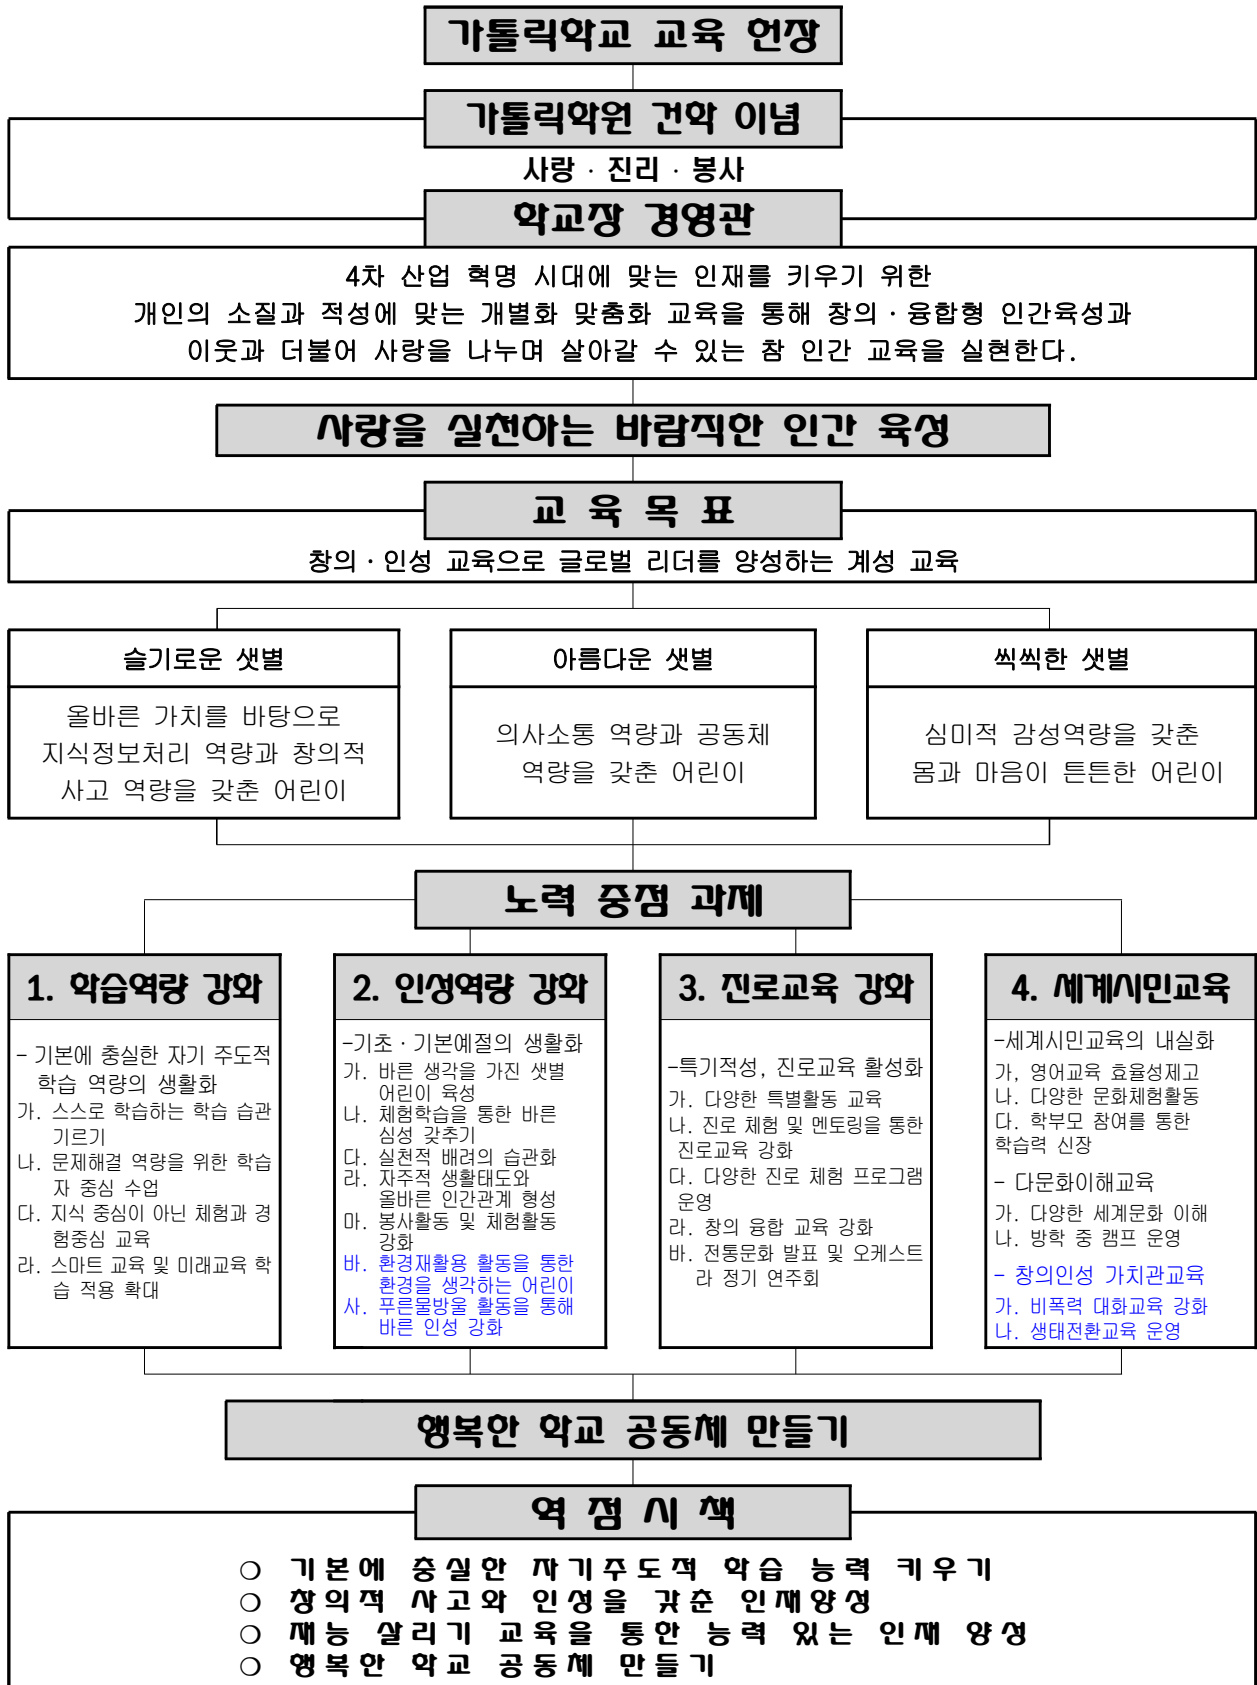 가톨릭학교 교육 헌장
가톨릭학원 건학 이념
사랑 · 진리 · 봉사
학교장 경영관
4차 산업 혁명 시대에 맞는 인재를 키우기 위한
개인의 소질과 적성에 맞는 개별화 맞춤화 교육을 통해 창의 · 융합형 인간육성과
이웃과 더불어 사랑을 나누며 살아갈 수 있는 참 인간 교육을 실현한다.
사랑을 실천하는 바람직한 인간 육성
교 육 목 표
창의 · 인성 교육으로 글로벌 리더를 양성하는 계성 교육
슬기로운 샛별
올바른 가치를 바탕으로
지식정보처리 역량과 창의적
사고 역량을 갖춘 어린이
아름다운 샛별
의사소통 역량과 공동체
역량을 갖춘 어린이
씩씩한 샛별
심미적 감성역량을 갖춘
몸과 마음이 튼튼한 어린이
노력 중점 과제
1. 학습역량 강화
- 기본에 충실한 자기 주도적
학습 역량의 생활화
가. 스스로 학습하는 학습 습관
기르기
나. 문제해결 역량을 위한 학습
자 중심 수업
다. 지식 중심이 아닌 체험과 경
험중심 교육
라. 스마트 교육 및 미래교육 학
습 적용 확대
2. 인성역량 강화
-기초 · 기본예절의 생활화
가. 바른 생각을 가진 샛별
어린이 육성
나. 체험학습을 통한 바른
심성 갖추기
다. 실천적 배려의 습관화
라. 자주적 생활태도와
올바른 인간관계 형성
마. 봉사활동 및 체험활동
강화
바. 환경재활용 활동을 통한
환경을 생각하는 어린이
사. 푸른물방울 활동을 통해
바른 인성 강화
3. 진로교육 강화
-특기적성, 진로교육 활성화
가. 다양한 특별활동 교육
나. 진로 체험 및 멘토링을 통한
진로교육 강화
다. 다양한 진로 체험 프로그램
운영
라. 창의 융합 교육 강화
바. 전통문화 발표 및 오케스트
라 정기 연주회
4. 세계시민교육
-세계시민교육의 내실화
가, 영어교육 효율성제고
나. 다양한 문화체험활동
다. 학부모 참여를 통한
학습력 신장
- 다문화이해교육
가. 다양한 세계문화 이해
나. 방학 중 캠프 운영
- 창의인성 가치관교육
가. 비폭력 대화교육 강화
나. 생태전환교육 운영
행복한 학교 공동체 만들기
역 점 시 책
○ 기본에 충실한 자기주도적 학습 능력 키우기
○ 창의적 사고와 인성을 갖춘 인재양성
○ 재능 살리기 교육을 통한 능력 있는 인재 양성
○ 행복한 학교 공동체 만들기